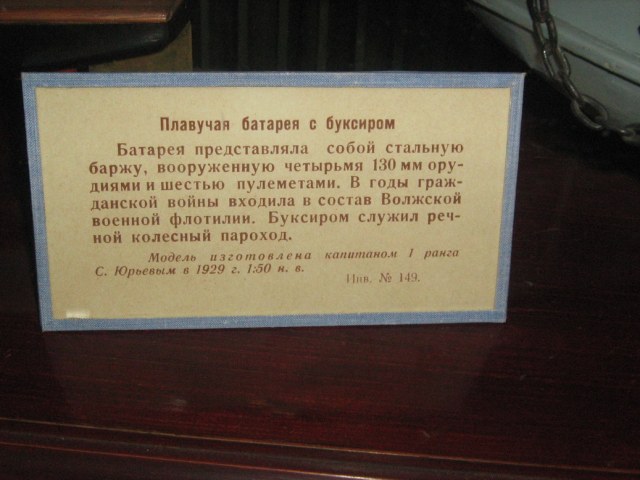 Плавучая батарея с буксиром
Батарея представляла собой стальную
баржу, вооруженную четырьмя 130 мм ору-
диями и шестью пулеметами. В годы граж-
данской войны входила в состав Волжской
военной флотилии. Буксиром служил реч-
ной колесный пароход.
Модель изготовлена капитаном 1 ранга
С. Юрьевым в 1929 г. 1:50 н. в.
Инв. № 149.